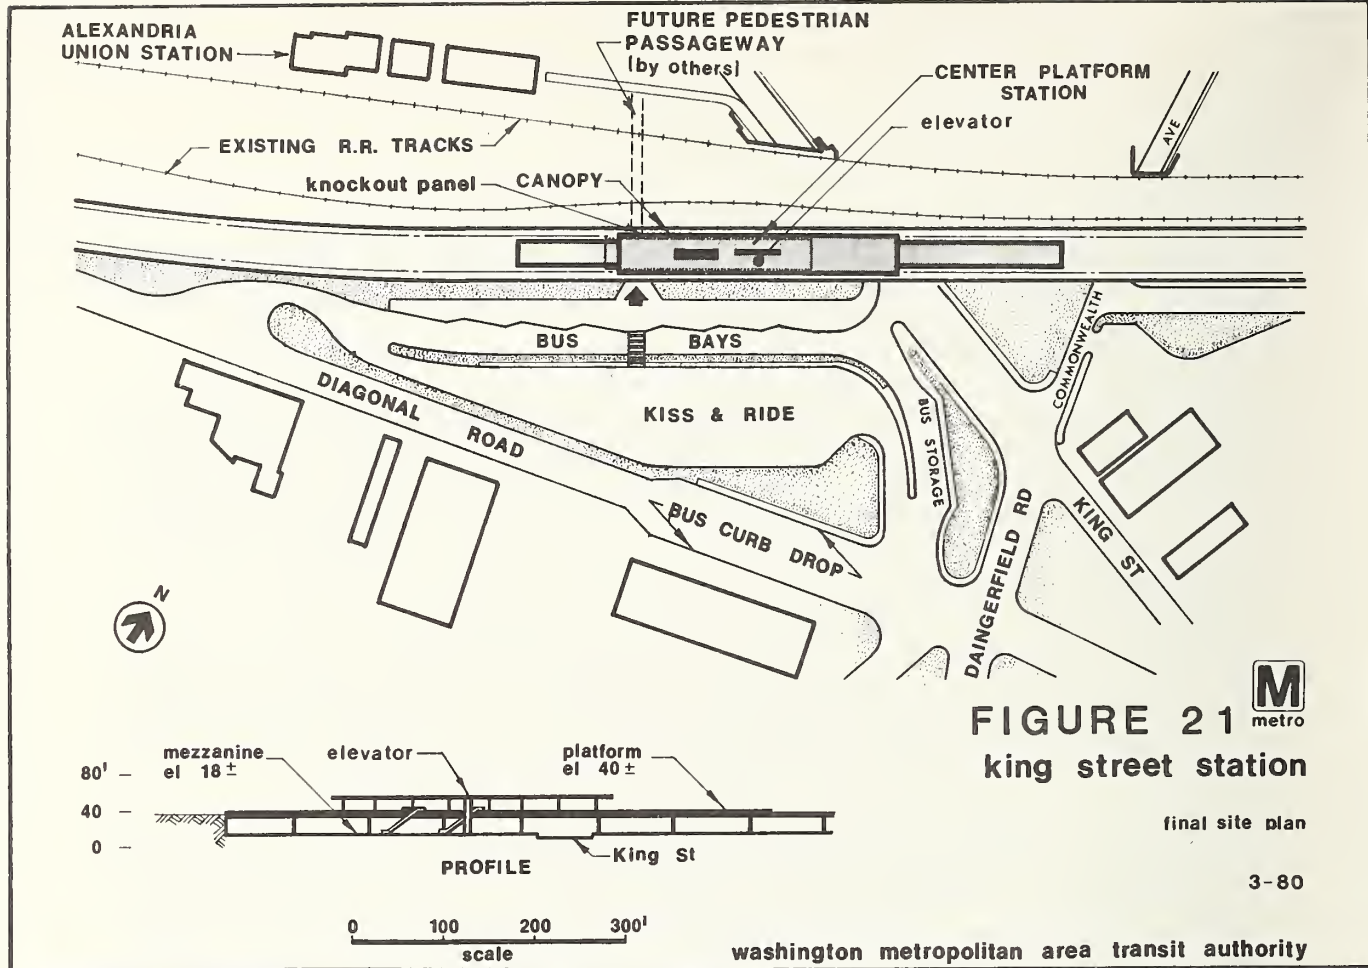 ALEXANDRIA
UNION STATION
FUTURE PEDESTRIAN
PASSAGEWAY
(by others)
CENTER PLATFORM
STATION
elevator
AVE
EXISTING R.R. TRACKS
knockout panel
CANOPY
BUS BAYS
COMMONWEALTH
DIAGONAL
ROAD
KISS & RIDE
BUS STORAGE
BUS CURB DROP
DAINGERFIELD RD
KING ST
N
M
metro
FIGURE 21
king street station
final site plan
3-80
mezzanine
el 18±
elevator
platform
el 40±
80'
40
0
King St
PROFILE
0 100 200 300'
scale
washington metropolitan area transit authority